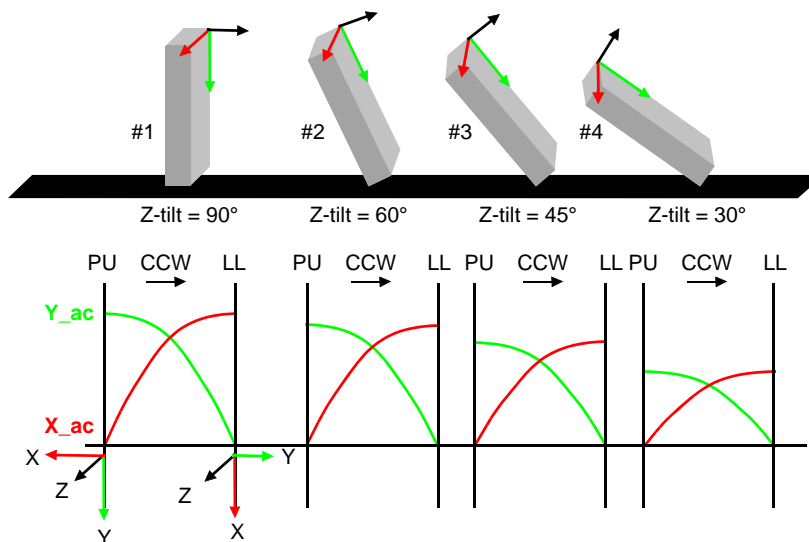 #1
#2
#3
#4
Z-tilt = 90°
Z-tilt = 60°
Z-tilt = 45°
Z-tilt = 30°
PU CCW LL
PU CCW LL
PU CCW LL
PU CCW LL
Y_ac
X_ac
X
Z
Y
Z
Y
X